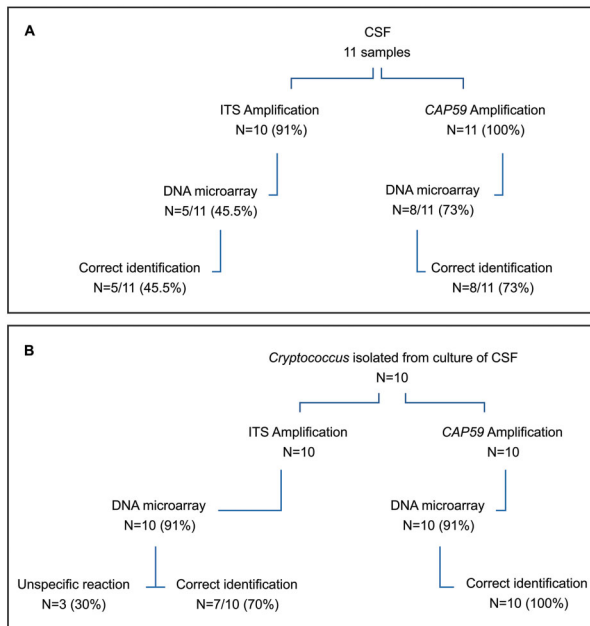 A
CSF
11 samples
ITS Amplification
N=10 (91%)
CAP59 Amplification
N=11 (100%)
DNA microarray
N=5/11 (45.5%)
DNA microarray
N=8/11 (73%)
Correct identification
N=5/11 (45.5%)
Correct identification
N=8/11 (73%)
B
Cryptococcus isolated from culture of CSF
N=10
ITS Amplification
N=10
CAP59 Amplification
N=10
DNA microarray
N=10 (91%)
DNA microarray
N=10 (91%)
Unspecific reaction
N=3 (30%)
Correct identification
N=7/10 (70%)
Correct identification
N=10 (100%)